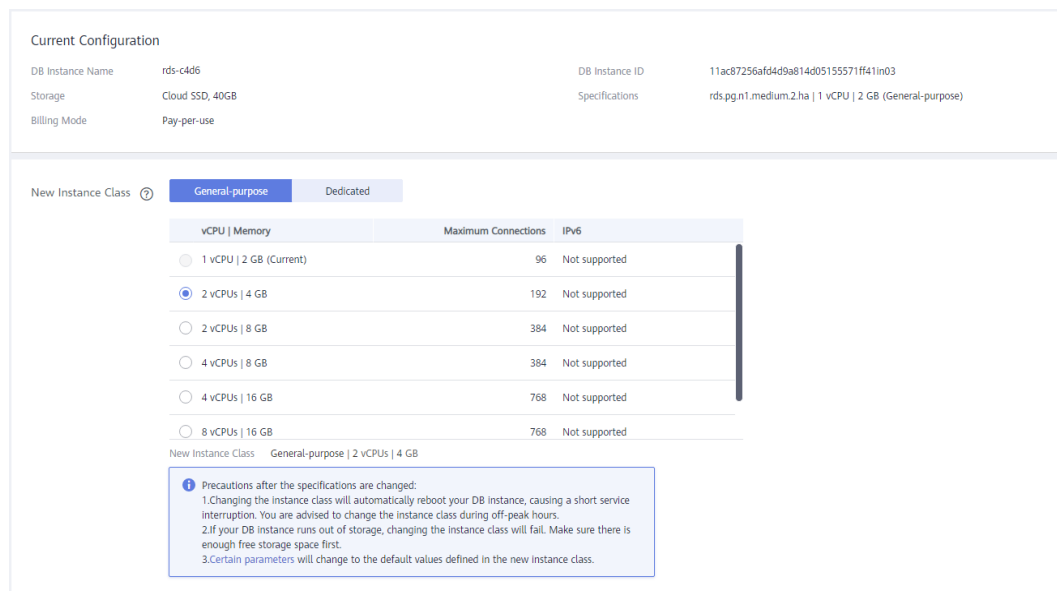 Current Configuration
DB Instance Name rds-c4d6 DB Instance ID 11ac87256afd4d9a814d05155571ff41in03
Storage Cloud SSD, 40GB Specifications rds.pg.n1.medium.2.ha | 1 vCPU | 2 GB (General-purpose)
Billing Mode Pay-per-use
New Instance Class ? General-purpose Dedicated
vCPU | Memory Maximum Connections IPv6
1 vCPU | 2 GB (Current) 96 Not supported
2 vCPUs | 4 GB 192 Not supported
2 vCPUs | 8 GB 384 Not supported
4 vCPUs | 8 GB 384 Not supported
4 vCPUs | 16 GB 768 Not supported
8 vCPUs | 16 GB 768 Not supported
New Instance Class General-purpose | 2 vCPUs | 4 GB
Precautions after the specifications are changed:
1.Changing the instance class will automatically reboot your DB instance, causing a short service
interruption. You are advised to change the instance class during off-peak hours.
2.If your DB instance runs out of storage, changing the instance class will fail. Make sure there is
enough free storage space first.
3.Certain parameters will change to the default values defined in the new instance class.